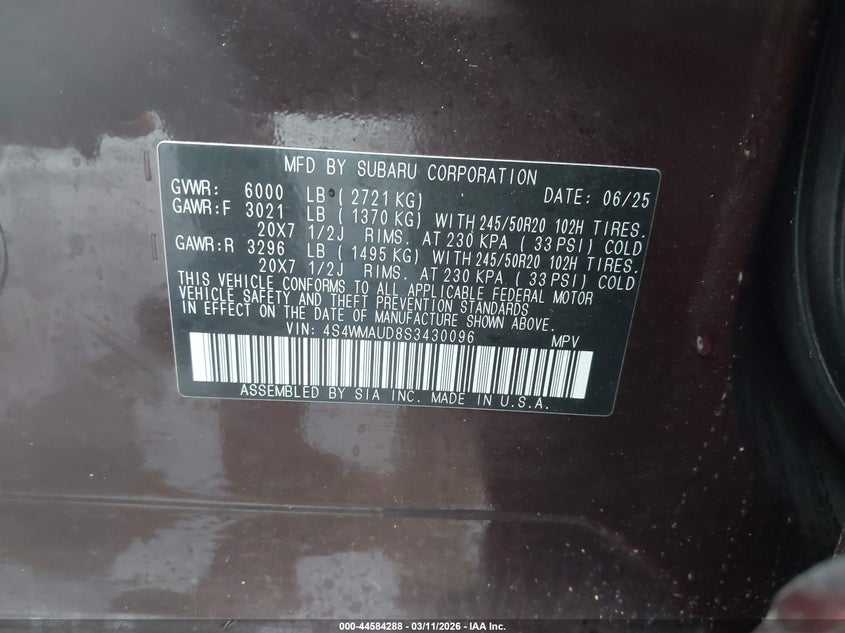 MFD BY SUBARU CORPORATION
GVWR: 6000 LB ( 2721 KG) DATE: 06/25
GAWR:F 3021 LB ( 1370 KG) WITH 245/50R20 102H TIRES.
20X7 1/2J RIMS. AT 230 KPA ( 33 PSI) COLD
GAWR:R 3296 LB ( 1495 KG) WITH 245/50R20 102H TIRES.
20X7 1/2J RIMS. AT 230 KPA ( 33 PSI) COLD
THIS VEHICLE CONFORMS TO ALL APPLICABLE FEDERAL MOTOR
VEHICLE SAFETY AND THEFT PREVENTION STANDARDS
IN EFFECT ON THE DATE OF MANUFACTURE SHOWN ABOVE.
VIN: 4S4WMAUD8S3430096 MPV
ASSEMBLED BY SIA INC. MADE IN U.S.A.
000-44584288 - 03/11/2026 - IAA Inc.